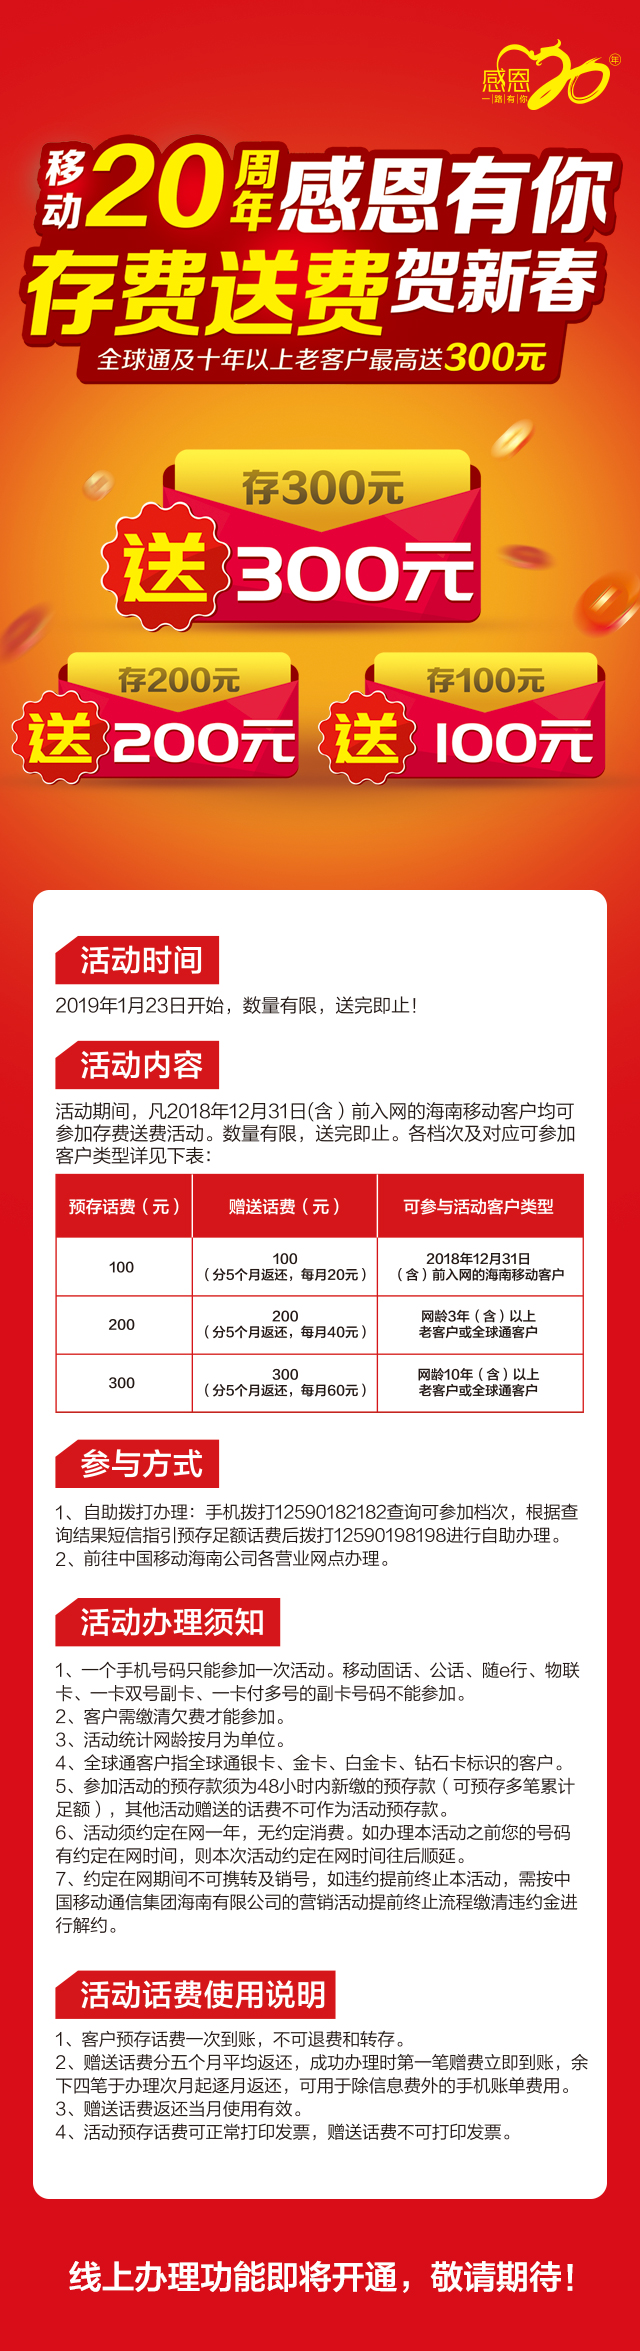 感恩20年
一路有你
移动20周年感恩有你
存费送费贺新春
全球通及十年以上老客户最高送300元
存300元
送300元
存200元
送200元
存100元
送100元
活动时间
2019年1月23日开始，数量有限，送完即止！
活动内容
活动期间，凡2018年12月31日(含）前入网的海南移动客户均可
参加存费送费活动。数量有限，送完即止。各档次及对应可参加
客户类型详见下表：
预存话费（元） 赠送话费（元） 可参与活动客户类型
100 100（分5个月返还，每月20元） 2018年12月31日（含）前入网的海南移动客户
200 200（分5个月返还，每月40元） 网龄3年（含）以上老客户或全球通客户
300 300（分5个月返还，每月60元） 网龄10年（含）以上老客户或全球通客户
参与方式
1、自助拨打办理：手机拨打12590182182查询可参加档次，根据查
询结果短信指引预存足额话费后拨打12590198198进行自助办理。
2、前往中国移动海南公司各营业网点办理。
活动办理须知
1、一个手机号码只能参加一次活动。移动固话、公话、随e行、物联
卡、一卡双号副卡、一卡付多号的副卡号码不能参加。
2、客户需缴清欠费才能参加。
3、活动统计网龄按月为单位。
4、全球通客户指全球通银卡、金卡、白金卡、钻石卡标识的客户。
5、参加活动的预存款须为48小时内新缴的预存款（可预存多笔累计
足额），其他活动赠送的话费不可作为活动预存款。
6、活动须约定在网一年，无约定消费。如办理本活动之前您的号码
有约定在网时间，则本次活动约定在网时间往后顺延。
7、约定在网期间不可携转及销号，如违约提前终止本活动，需按中
国移动通信集团海南有限公司的营销活动提前终止流程缴清违约金进
行解约。
活动话费使用说明
1、客户预存话费一次到账，不可退费和转存。
2、赠送话费分五个月平均返还，成功办理时第一笔赠费立即到账，余
下四笔于办理次月起逐月返还，可用于除信息费外的手机账单费用。
3、赠送话费返还当月使用有效。
4、活动预存话费可正常打印发票，赠送话费不可打印发票。
线上办理功能即将开通，敬请期待！